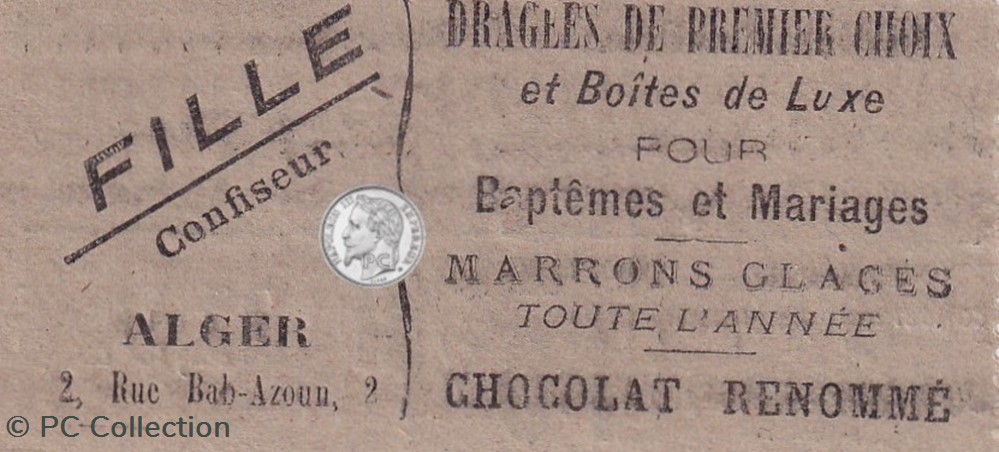 FILLE
Confiseur
ALGER
2, Rue Bab-Azoun, 2
DRAGÉES DE PREMIER CHOIX
et Boîtes de Luxe
POUR
Baptêmes et Mariages
MARRONS GLACÉS
TOUTE L'ANNÉE
CHOCOLAT RENOMMÉ
PC
© PC Collection